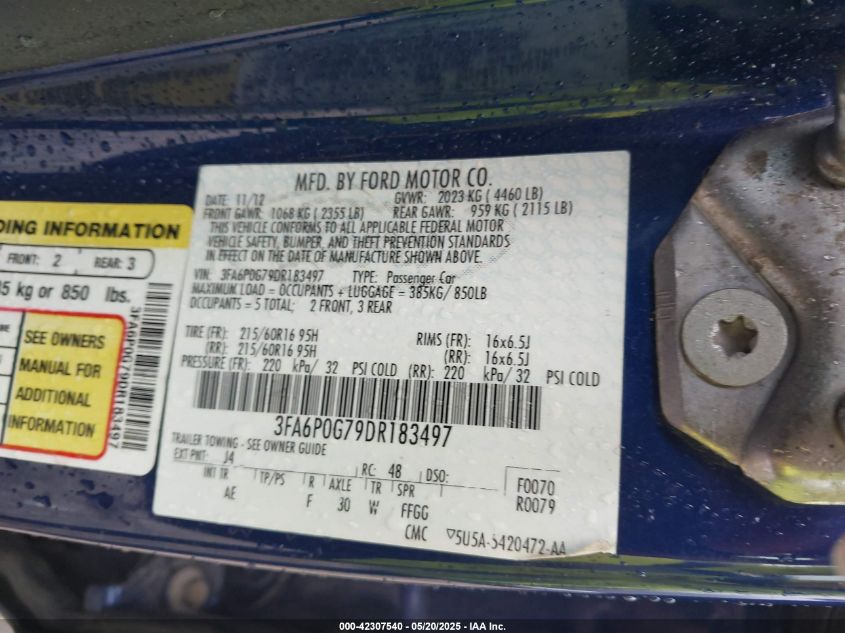 DING INFORMATION
FRONT: 2 REAR: 3
5 kg or 850 lbs.
SEE OWNERS
MANUAL FOR
ADDITIONAL
INFORMATION
3FA6P0G79DR183497
MFD. BY FORD MOTOR CO.
DATE: 11/12 GVWR: 2023 KG ( 4460 LB)
FRONT GAWR: 1068 KG ( 2355 LB) REAR GAWR: 959 KG ( 2115 LB)
THIS VEHICLE CONFORMS TO ALL APPLICABLE FEDERAL MOTOR
VEHICLE SAFETY, BUMPER, AND THEFT PREVENTION STANDARDS
IN EFFECT ON THE DATE OF MANUFACTURE SHOWN ABOVE.
VIN: 3FA6P0G79DR183497 TYPE: Passenger Car
MAXIMUM LOAD = OCCUPANTS + LUGGAGE = 385KG/ 850LB
OCCUPANTS = 5 TOTAL; 2 FRONT, 3 REAR
TIRE (FR): 215/60R16 95H RIMS (FR): 16x6.5J
(RR): 215/60R16 95H (RR): 16x6.5J
PRESSURE (FR): 220 kPa/ 32 PSI COLD (RR): 220 kPa/ 32 PSI COLD
3FA6P0G79DR183497
TRAILER TOWING - SEE OWNER GUIDE
EXT PNT: J4 RC: 48 DSO: F0070
INT TR TP/PS R AXLE TR SPR R0079
AE F 30 W FFGG
CMC ▽5U5A-5420472-AA
000-42307540 - 05/20/2025 - IAA Inc.